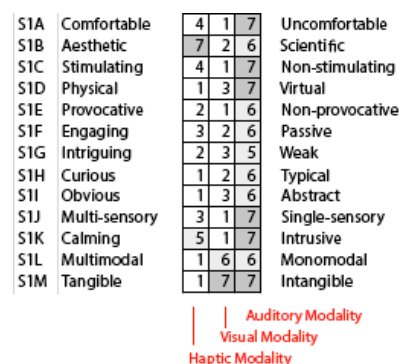 S1A Comfortable 4 1 7 Uncomfortable
S1B Aesthetic 7 2 6 Scientific
S1C Stimulating 4 1 7 Non-stimulating
S1D Physical 1 3 7 Virtual
S1E Provocative 2 1 6 Non-provocative
S1F Engaging 3 2 6 Passive
S1G Intriguing 2 3 5 Weak
S1H Curious 1 2 6 Typical
S1I Obvious 1 3 6 Abstract
S1J Multi-sensory 3 1 7 Single-sensory
S1K Calming 5 1 7 Intrusive
S1L Multimodal 1 6 6 Monomodal
S1M Tangible 1 7 7 Intangible
Auditory Modality
Visual Modality
Haptic Modality